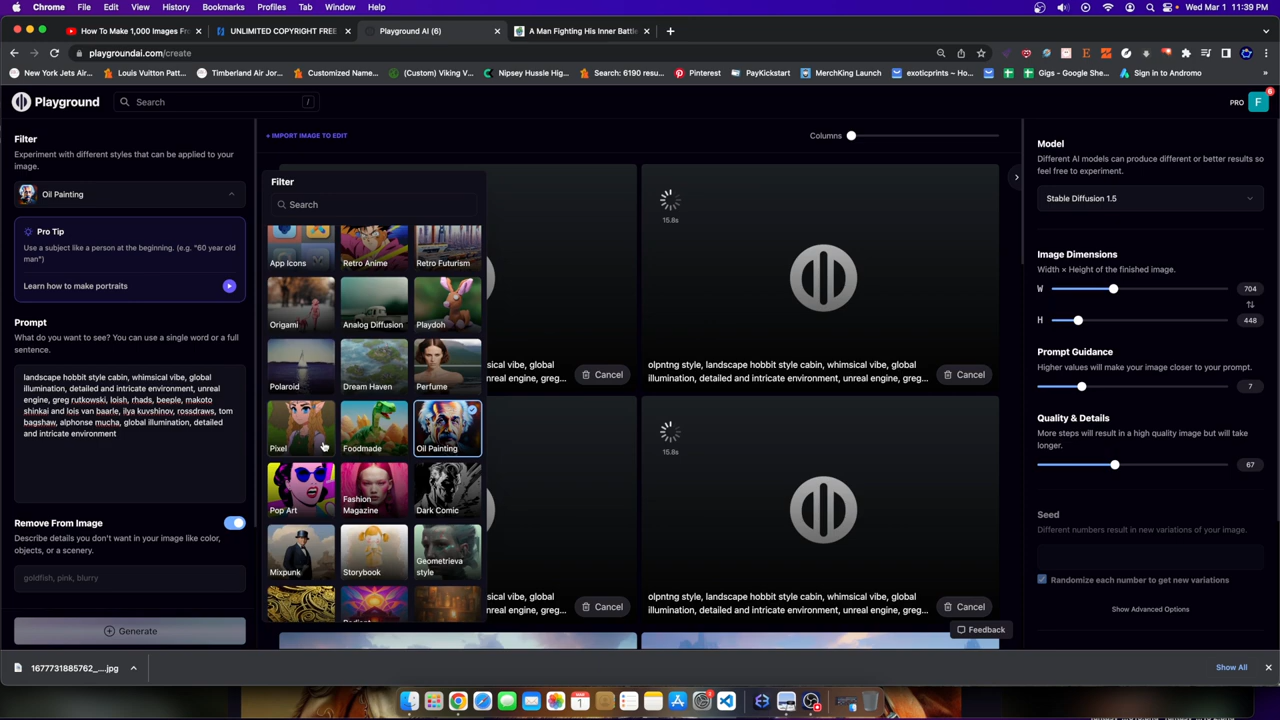 Chrome File Edit View History Bookmarks Profiles Tab Window Help Wed Mar 1 11:39 PM
How To Make 1,000 Images Fr UNLIMITED COPYRIGHT FREE Playground AI (6) A Man Fighting His Inner Battle
playgroundai.com/create
New York Jets Air... Louis Vuitton Patt... Timberland Air Jor... Customized Name... (Custom) Viking V... Nipsey Hussle Hig... Search: 6190 resu... Pinterest PayKickstart MerchKing Launch exoticprints – Ho... Gigs - Google She... Sign in to Andromo
Playground Search / PRO F 6
Filter
Experiment with different styles that can be applied to your
image.
Oil Painting
Pro Tip
Use a subject like a person at the beginning. (e.g. "60 year old
man")
Learn how to make portraits
Prompt
What do you want to see? You can use a single word or a full
sentence.
landscape hobbit style cabin, whimsical vibe, global
illumination, detailed and intricate environment, unreal
engine, greg rutkowski, loish, rhads, beeple, makoto
shinkai and lois van baarle, ilya kuvshinov, rossdraws, tom
bagshaw, alphonse mucha, global illumination, detailed
and intricate environment
Remove From Image
Describe details you don't want in your image like color,
objects, or a scenery.
goldfish, pink, blurry
Generate
+ IMPORT IMAGE TO EDIT
Columns
Filter
Search
App Icons Retro Anime Retro Futurism
Origami Analog Diffusion Playdoh
Polaroid Dream Haven Perfume
Pixel Foodmade Oil Painting
Pop Art Fashion Magazine Dark Comic
Mixpunk Storybook Geometrieva style
15.8s
whimsical vibe, global
unreal engine, greg...
Cancel
olpntng style, landscape hobbit style cabin, whimsical vibe, global
illumination, detailed and intricate environment, unreal engine, greg...
Cancel
15.8s
whimsical vibe, global
unreal engine, greg...
Cancel
olpntng style, landscape hobbit style cabin, whimsical vibe, global
illumination, detailed and intricate environment, unreal engine, greg...
Cancel
Feedback
Model
Different AI models can produce different or better results so
feel free to experiment.
Stable Diffusion 1.5
Image Dimensions
Width × Height of the finished image.
W 704
H 448
Prompt Guidance
Higher values will make your image closer to your prompt.
7
Quality & Details
More steps will result in a high quality image but will take
longer.
67
Seed
Different numbers result in new variations of your image.
Randomize each number to get new variations
Show Advanced Options
1677731885762_....jpg Show All